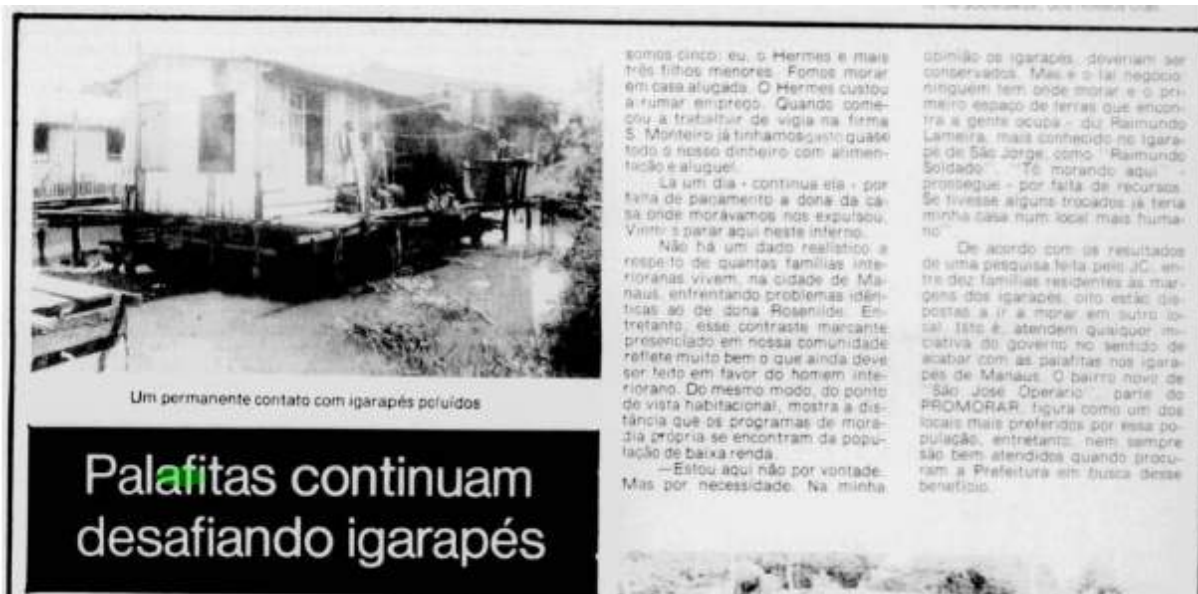 Um permanente contato com igarapés poluídos
Palafitas continuam
desafiando igarapés
somos cinco: eu, o Hermes e mais
três filhos menores. Fomos morar
em casa alugada. O Hermes custou
a rumar emprego. Quando come-
çou a trabalhar de vigia na firma
S. Monteiro já tinhamos gasto quase
todo o nosso dinheiro com alimen-
tação e aluguel.
Lá um dia - continua ela - por
falta de pagamento a dona da ca-
sa onde morávamos nos expulsou.
parar aqui neste inferno.
Não há um dado realístico a
respeito de quantas famílias inte-
rioranas vivem, na cidade de Ma-
naus, enfrentando problemas idên-
ticas ao de dona Rosenilde. En-
tretanto, esse contraste marcante
presenciado em nossa comunidade
reflete muito bem o que ainda deve
ser feito em favor do homem inte-
riorano. Do mesmo modo, do ponto
de vista habitacional, mostra a dis-
tância que os programas de mora-
dia própria se encontram da popu-
lação de baixa renda.
—Estou aqui não por vontade.
Mas por necessidade. Na minha
opinião os igarapés, deveriam ser
conservados. Mas é o tal negócio:
ninguém tem onde morar e o pri-
meiro espaço de terras que encon-
tra a gente ocupa - diz Raimundo
Lameira, mais conhecido no Igara-
pé de São Jorge, como "Raimundo
Soldado". "Tô morando aqui" -
prossegue - por falta de recursos.
Se tivesse alguns trocados já teria
minha casa num local mais huma-
no".
De acordo com os resultados
de uma pesquisa feita pelo JC, en-
tre dez famílias residentes às mar-
gens dos igarapés, oito estão dis-
postas a ir a morar em outro lo-
cal. Isto é, atendem qualquer ini-
ciativa do governo no sentido de
acabar com as palafitas nos igara-
pés de Manaus. O bairro novo de
"São José Operário", parte do
PROMORAR, figura como um dos
locais mais preferidos por essa po-
pulação, entretanto, nem sempre
são bem atendidos quando procu-
ram a Prefeitura em busca desse
benefício.